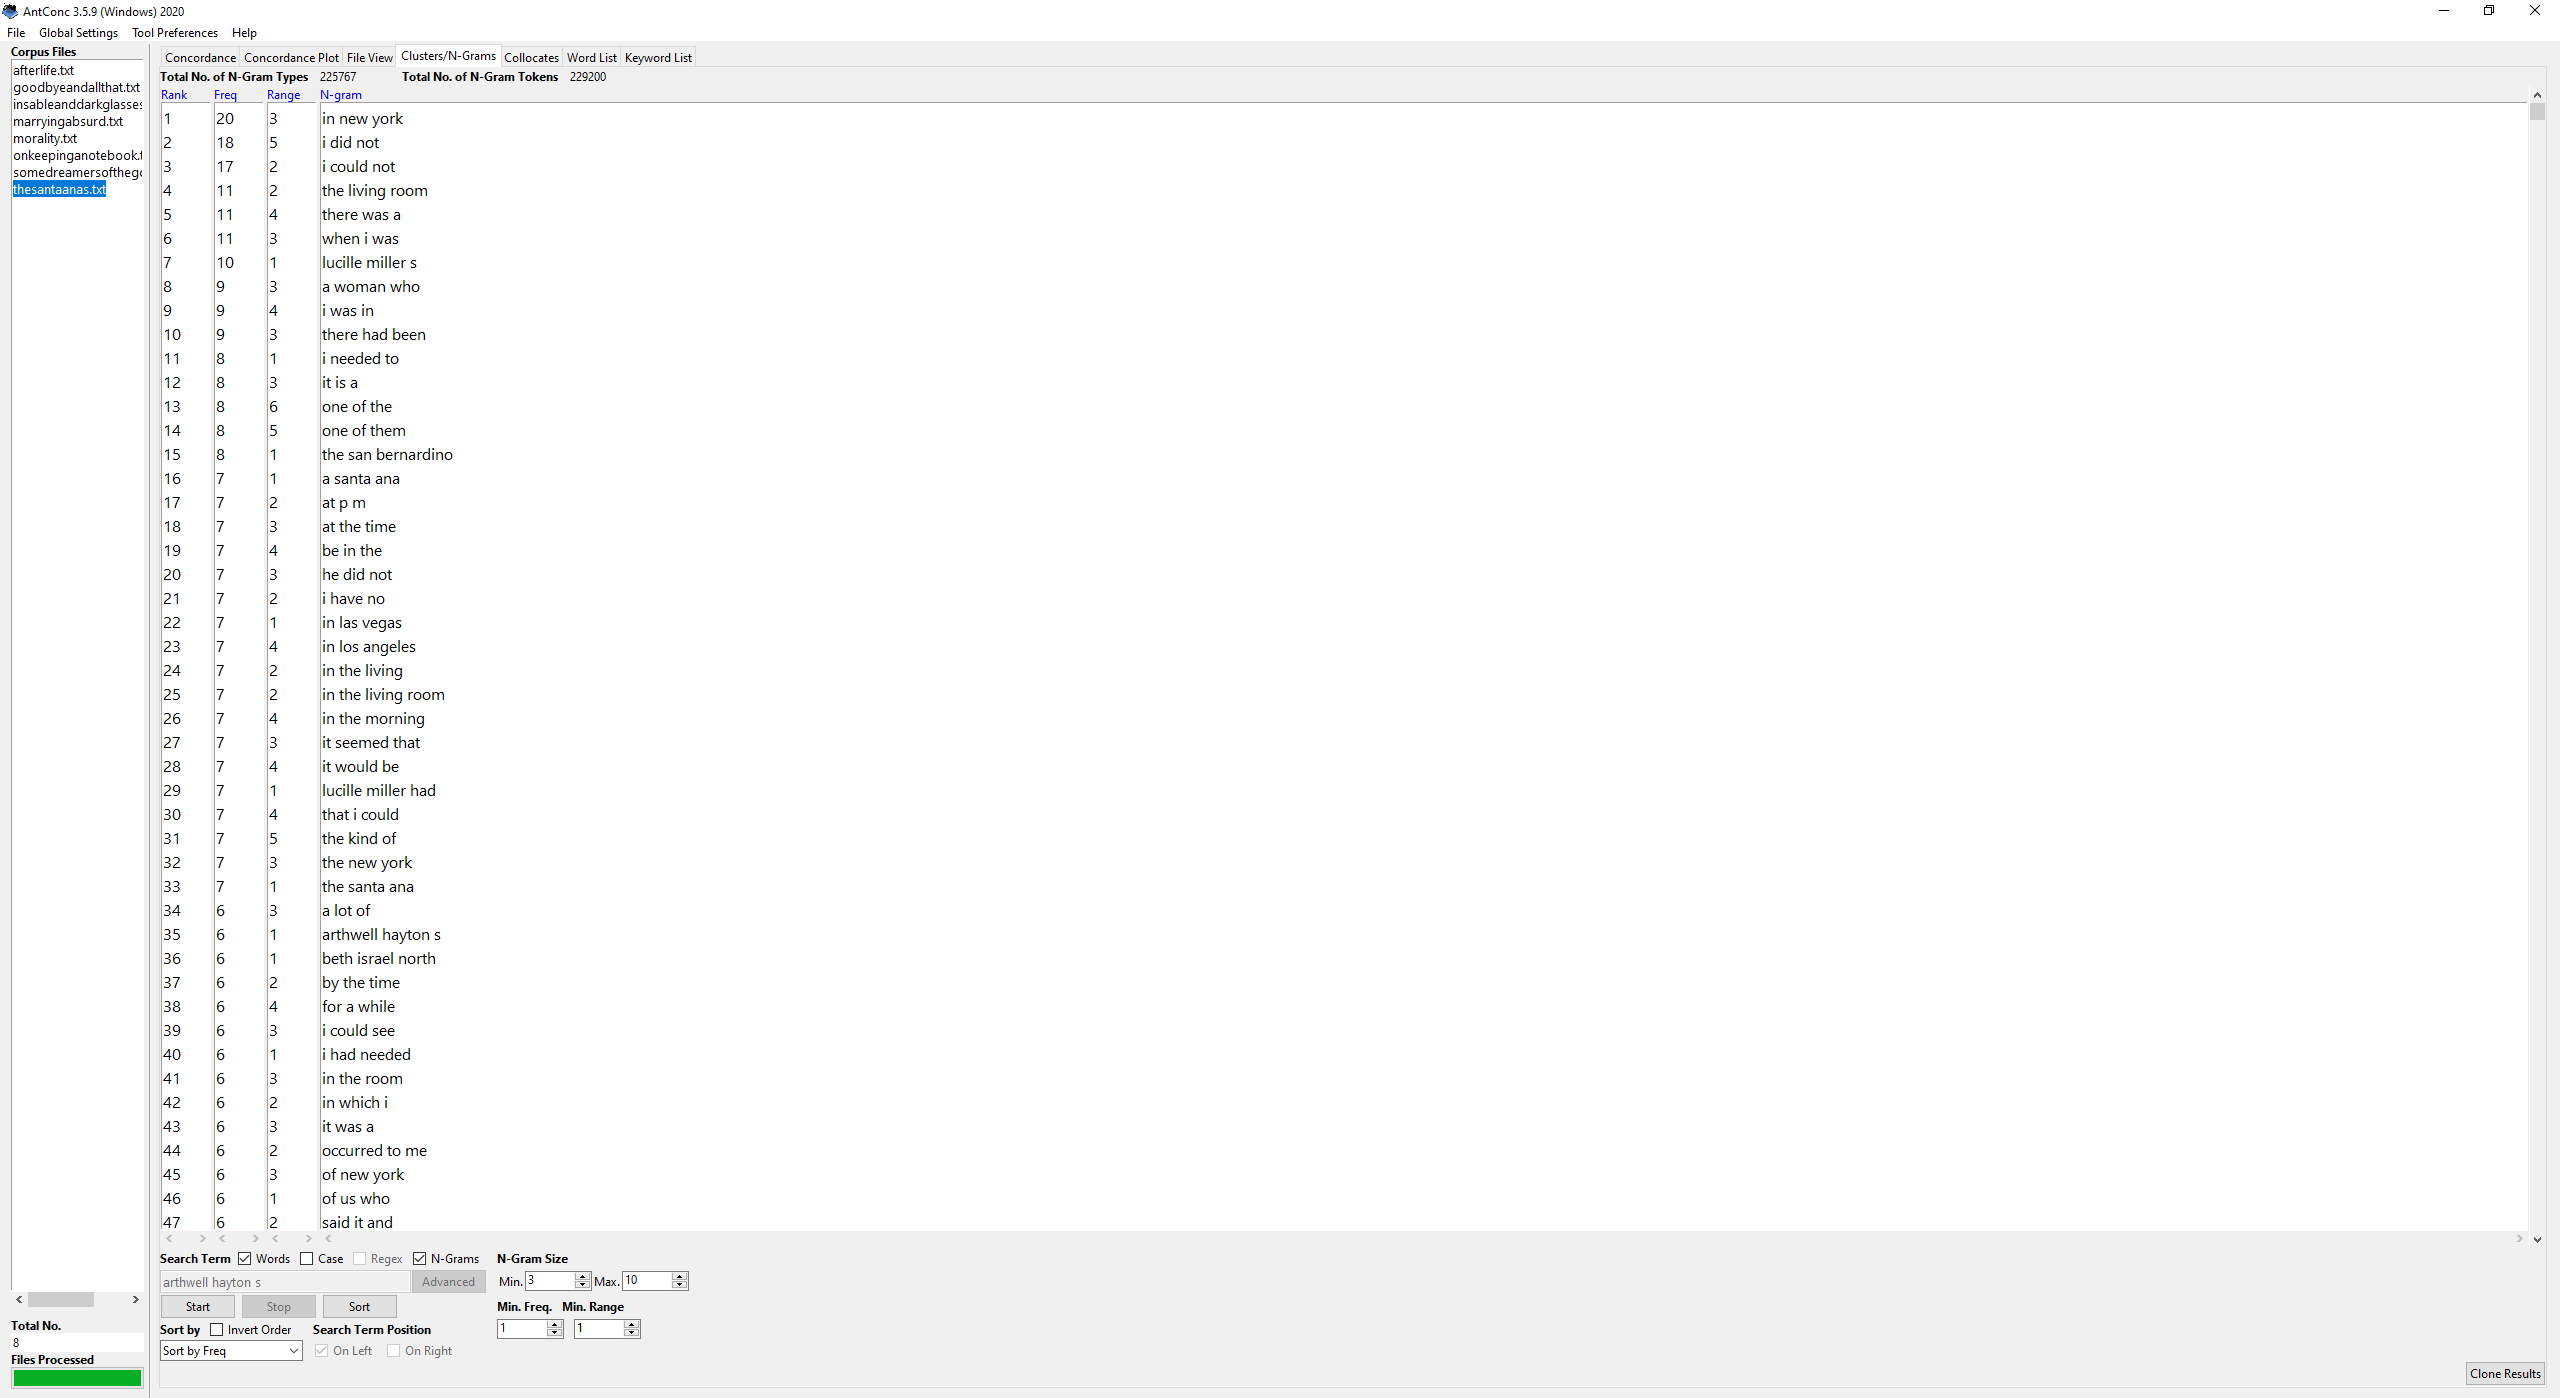 AntConc 3.5.9 (Windows) 2020
File Global Settings Tool Preferences Help
Corpus Files
afterlife.txt
goodbyeandallthat.txt
insableanddarkglasses
marryingabsurd.txt
morality.txt
onkeepinganotebook.t
somedreamersofthego
thesantaanas.txt
Concordance Concordance Plot File View Clusters/N-Grams Collocates Word List Keyword List
Total No. of N-Gram Types 225767 Total No. of N-Gram Tokens 229200
Rank Freq Range N-gram
1 20 3 in new york
2 18 5 i did not
3 17 2 i could not
4 11 2 the living room
5 11 4 there was a
6 11 3 when i was
7 10 1 lucille miller s
8 9 3 a woman who
9 9 4 i was in
10 9 3 there had been
11 8 1 i needed to
12 8 3 it is a
13 8 6 one of the
14 8 5 one of them
15 8 1 the san bernardino
16 7 1 a santa ana
17 7 2 at p m
18 7 3 at the time
19 7 4 be in the
20 7 3 he did not
21 7 2 i have no
22 7 1 in las vegas
23 7 4 in los angeles
24 7 2 in the living
25 7 2 in the living room
26 7 4 in the morning
27 7 3 it seemed that
28 7 4 it would be
29 7 1 lucille miller had
30 7 4 that i could
31 7 5 the kind of
32 7 3 the new york
33 7 1 the santa ana
34 6 3 a lot of
35 6 1 arthwell hayton s
36 6 1 beth israel north
37 6 2 by the time
38 6 4 for a while
39 6 3 i could see
40 6 1 i had needed
41 6 3 in the room
42 6 2 in which i
43 6 3 it was a
44 6 2 occurred to me
45 6 3 of new york
46 6 1 of us who
47 6 2 said it and
Search Term Words Case Regex N-Grams N-Gram Size
arthwell hayton s Advanced Min. 3 Max. 10
Start Stop Sort Min. Freq. Min. Range
Sort by Invert Order Search Term Position 1 1
Sort by Freq On Left On Right
Total No.
8
Files Processed
Clone Results